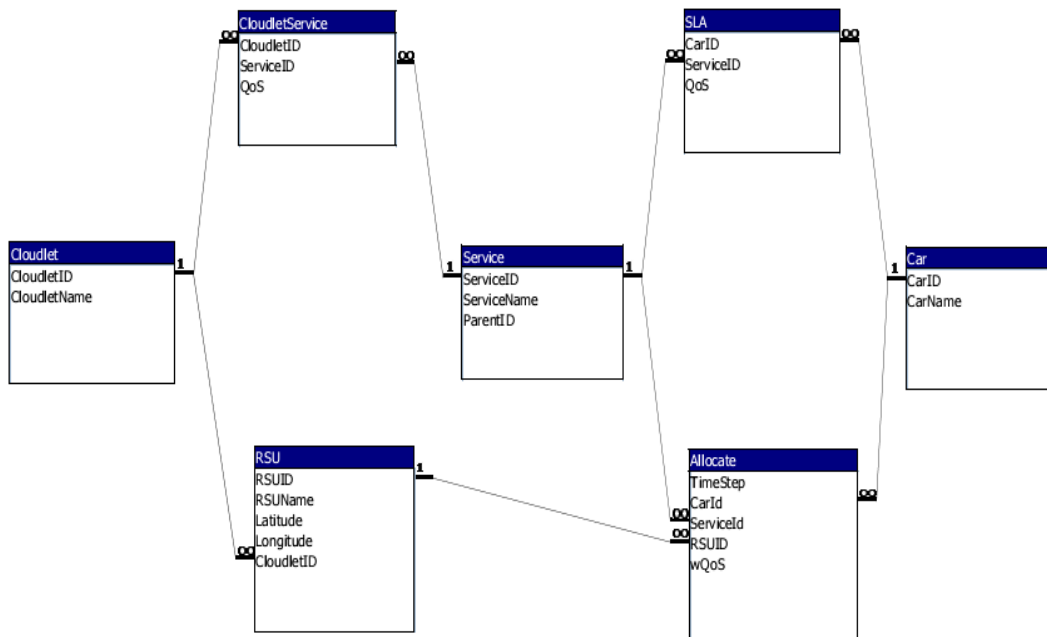 CloudletService
CloudletID
ServiceID
QoS
SLA
CarID
ServiceID
QoS
Cloudlet
CloudletID
CloudletName
Service
ServiceID
ServiceName
ParentID
Car
CarID
CarName
RSU
RSUID
RSUName
Latitude
Longitude
CloudletID
Allocate
TimeStep
CarId
ServiceId
RSUID
wQoS
∞
∞
∞
∞
1
1
1
1
1
∞
∞
∞
∞